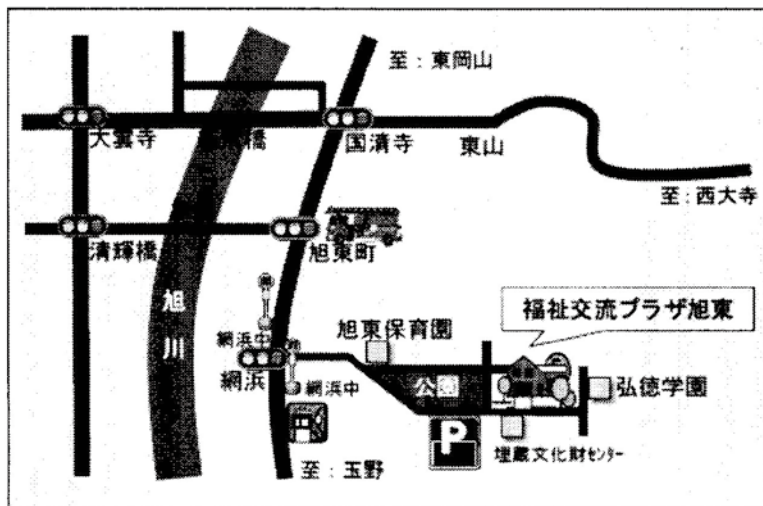 至：東岡山
大雲寺
橋
国清寺
東山
至：西大寺
清輝橋
旭東町
旭川
福祉交流プラザ旭東
旭東保育園
網浜中
網浜
網浜中
公園
弘徳学園
P
埋蔵文化財センター
至：玉野